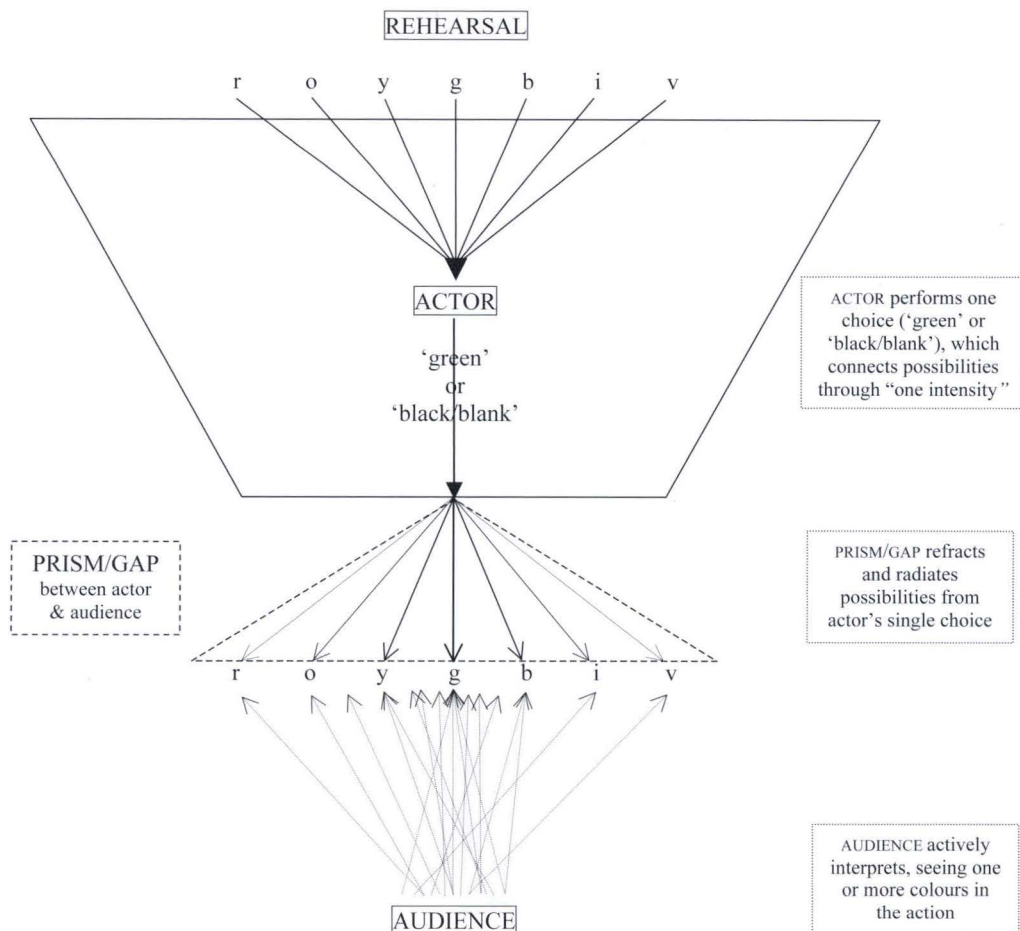 REHEARSAL
r o y g b i v
ACTOR
‘green’
or
‘black/blank’
ACTOR performs one
choice (‘green’ or
‘black/blank’), which
connects possibilities
through “one intensity”
PRISM/GAP
between actor
& audience
PRISM/GAP refracts
and radiates
possibilities from
actor’s single choice
r o y g b i v
AUDIENCE
AUDIENCE actively
interprets, seeing one
or more colours in
the action